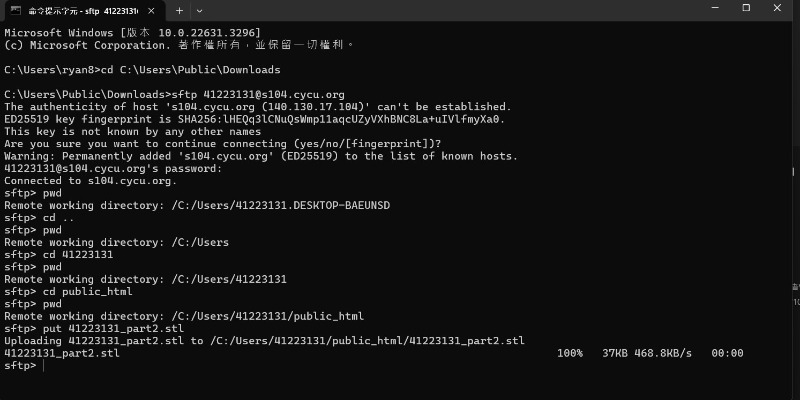 命令提示字元 - sftp 41223131
Microsoft Windows [版本 10.0.22631.3296]
(c) Microsoft Corporation. 著作權所有，並保留一切權利。
C:\Users\ryan8>cd C:\Users\Public\Downloads
C:\Users\Public\Downloads>sftp 41223131@s104.cycu.org
The authenticity of host 's104.cycu.org (140.130.17.104)' can't be established.
ED25519 key fingerprint is SHA256:lHEQq3lCNuQsWmp11aqcUZyVXhBNC8La+uIVlfmyXa0.
This key is not known by any other names
Are you sure you want to continue connecting (yes/no/[fingerprint])?
Warning: Permanently added 's104.cycu.org' (ED25519) to the list of known hosts.
41223131@s104.cycu.org's password:
Connected to s104.cycu.org.
sftp> pwd
Remote working directory: /C:/Users/41223131.DESKTOP-BAEUNSD
sftp> cd ..
sftp> pwd
Remote working directory: /C:/Users
sftp> cd 41223131
sftp> pwd
Remote working directory: /C:/Users/41223131
sftp> cd public_html
sftp> pwd
Remote working directory: /C:/Users/41223131/public_html
sftp> put 41223131_part2.stl
Uploading 41223131_part2.stl to /C:/Users/41223131/public_html/41223131_part2.stl
41223131_part2.stl 100% 37KB 468.8KB/s 00:00
sftp>